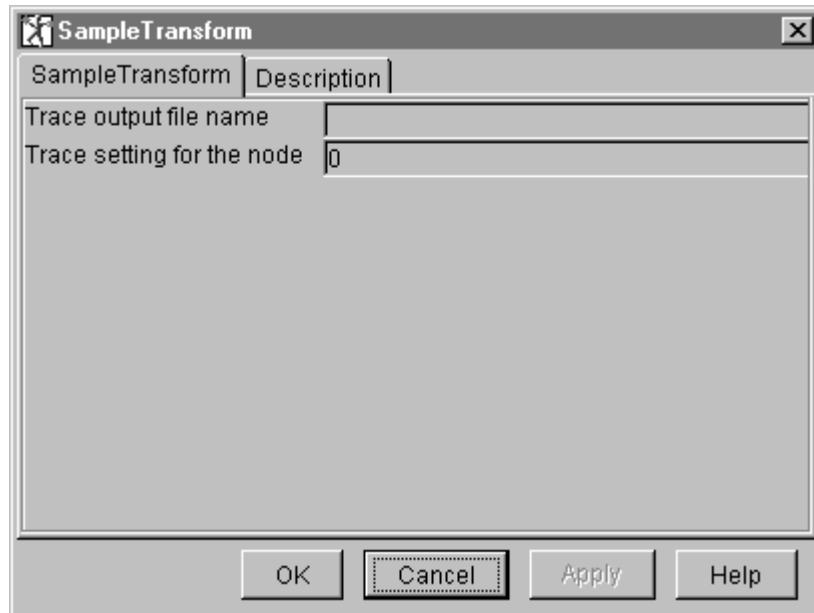 SampleTransform
SampleTransform Description
Trace output file name
Trace setting for the node 0
OK Cancel Apply Help